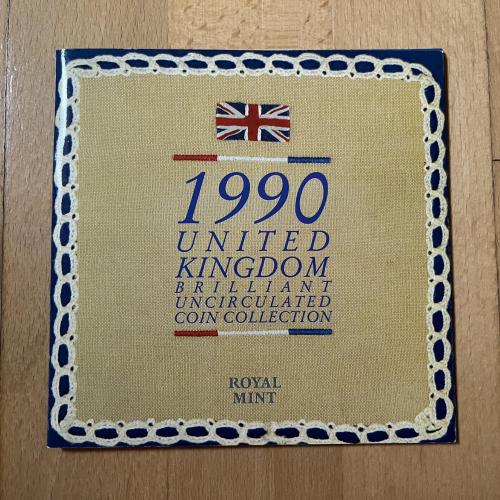 1990
UNITED
KINGDOM
BRILLIANT
UNCIRCULATED
COIN COLLECTION
ROYAL
MINT